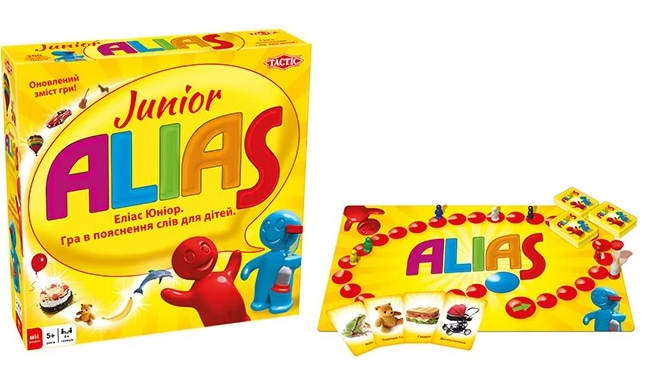 Оновлений
зміст гри!
TACTIC
Junior
ALIAS
Еліас Юніор.
Гра в пояснення слів для дітей.
5+
ALIAS